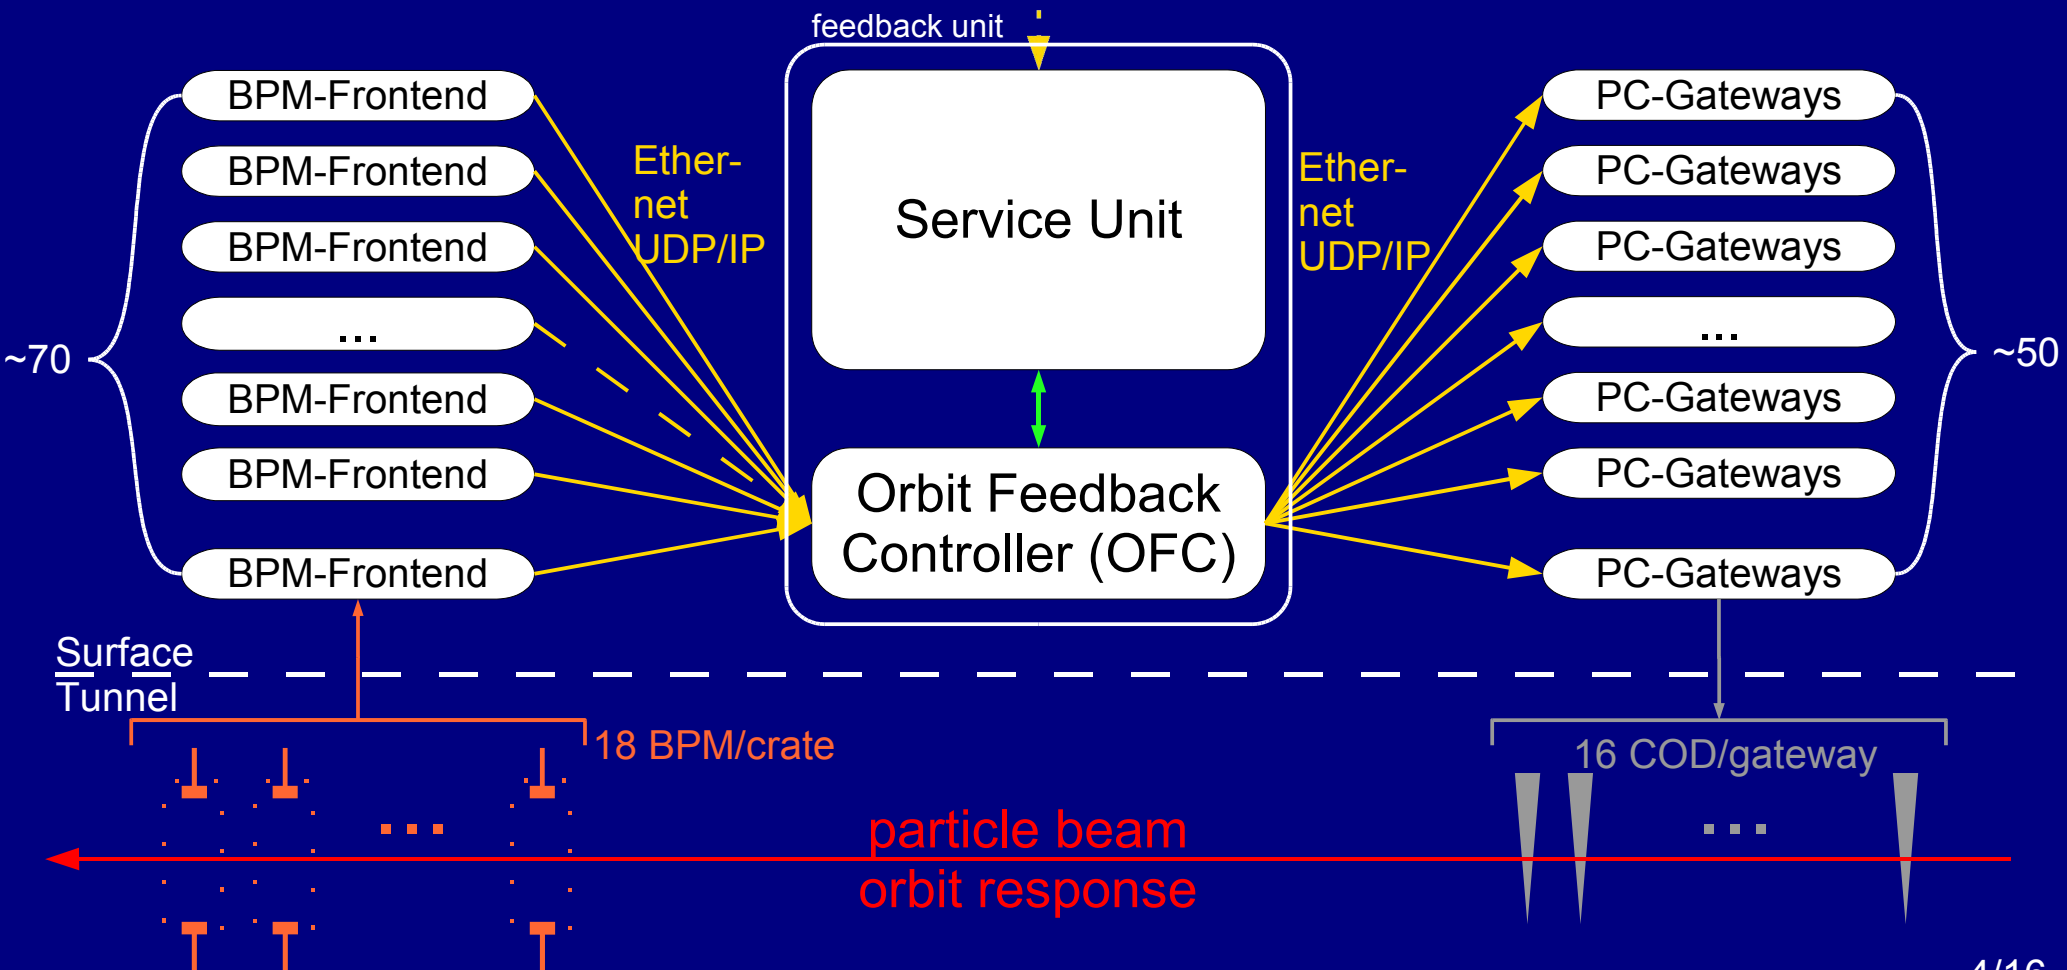 feedback unit
BPM-Frontend
BPM-Frontend
BPM-Frontend
...
BPM-Frontend
BPM-Frontend
BPM-Frontend
~70
Ether-
net
UDP/IP
Service Unit
Orbit Feedback
Controller (OFC)
Ether-
net
UDP/IP
PC-Gateways
PC-Gateways
PC-Gateways
...
PC-Gateways
PC-Gateways
PC-Gateways
~50
Surface
Tunnel
18 BPM/crate
...
16 COD/gateway
...
particle beam
orbit response
4/16